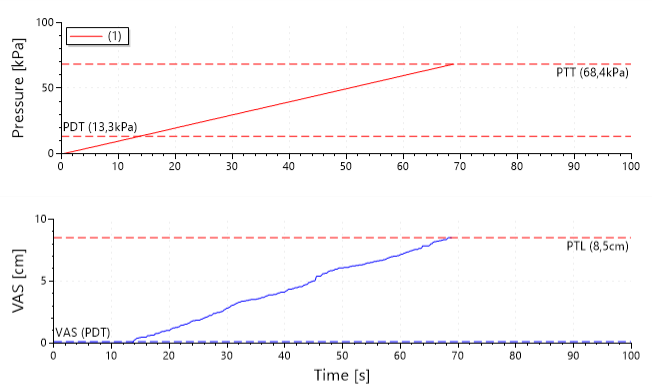 100
(1)
PTT (68,4kPa)
50
PDT (13,3kPa)
0
0 10 20 30 40 50 60 70 80 90 100
Pressure [kPa]
10
PTL (8,5cm)
5
VAS (PDT)
0
0 10 20 30 40 50 60 70 80 90 100
VAS [cm]
Time [s]